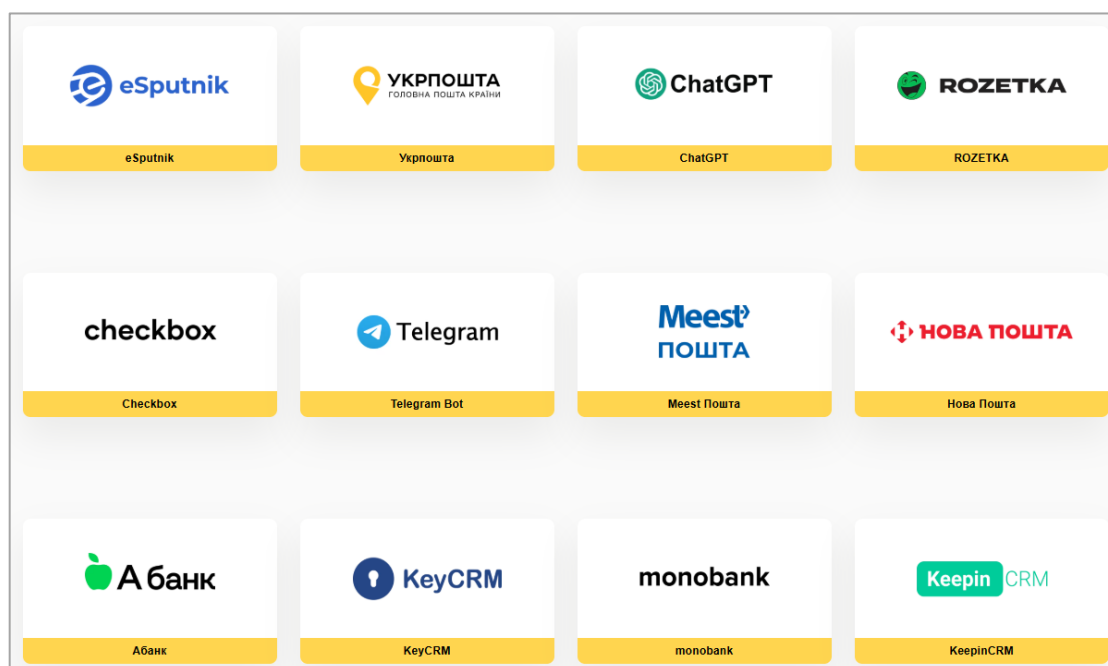 eSputnik
УКРПОШТА
ГОЛОВНА ПОШТА КРАЇНИ
ChatGPT
ROZETKA
eSputnik
Укрпошта
ChatGPT
ROZETKA
checkbox
Telegram
Meest
ПОШТА
НОВА ПОШТА
Checkbox
Telegram Bot
Meest Пошта
Нова Пошта
А банк
KeyCRM
monobank
Keepin CRM
Абанк
KeyCRM
monobank
KeepinCRM